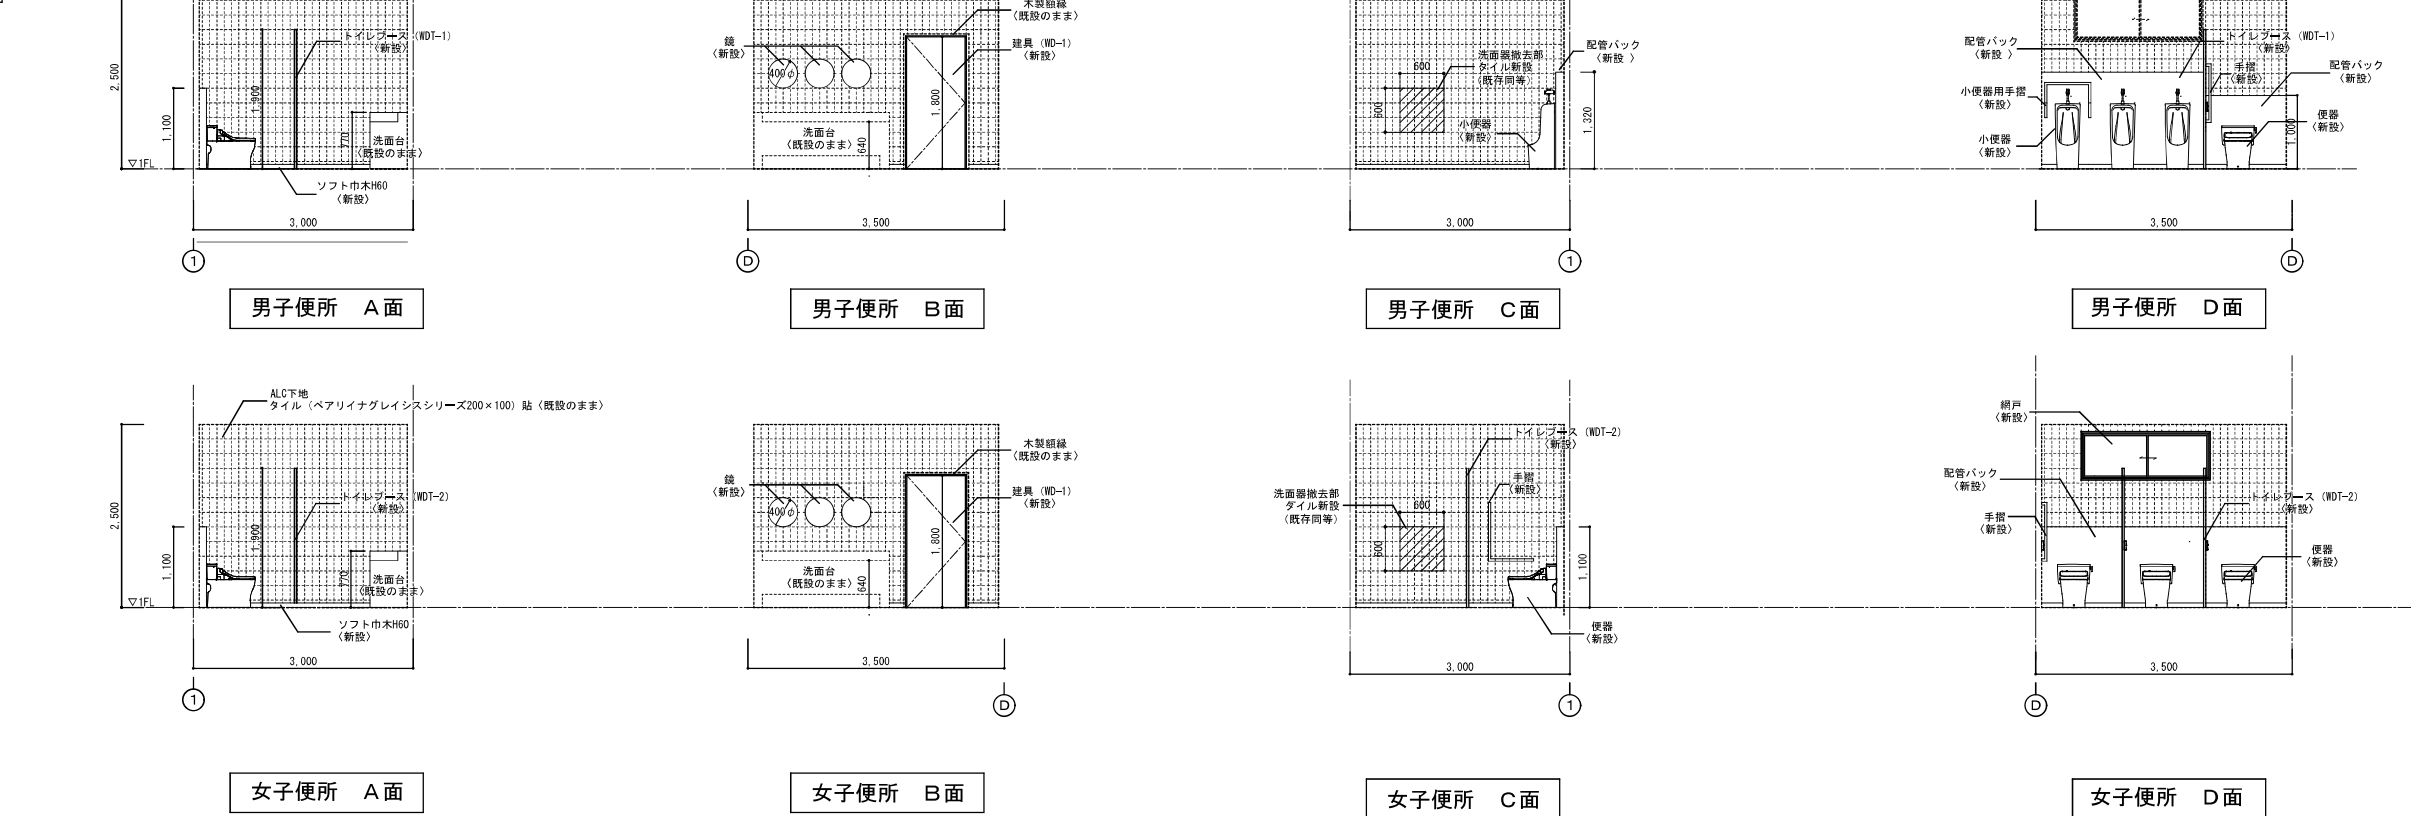 2,500
1,100
▽1FL
1,900
トイレブース (WDT-1)
〈新設〉
770
洗面台
〈既設のまま〉
ソフト巾木H60
〈新設〉
3,000
1
男子便所 A面
木製額縁
〈既設のまま〉
鏡
〈新設〉
400φ
建具 (WD-1)
〈新設〉
1,800
洗面台
〈既設のまま〉
640
3,500
D
男子便所 B面
配管バック
〈新設 〉
洗面器撤去部
タイル新設
(既存同等)
600
600
小便器
〈新設〉
1,320
3,000
1
男子便所 C面
配管バック
〈新設 〉
トイレブース (WDT-1)
〈新設〉
手摺
〈新設〉
配管バック
〈新設〉
小便器用手摺
〈新設〉
便器
〈新設〉
小便器
〈新設〉
1,000
3,500
D
男子便所 D面
ALC下地
タイル (ペアリイナグレイシスシリーズ200×100) 貼〈既設のまま〉
2,500
1,100
▽1FL
1,900
トイレブース (WDT-2)
〈新設〉
770
洗面台
〈既設のまま〉
ソフト巾木H60
〈新設〉
3,000
1
女子便所 A面
木製額縁
〈既設のまま〉
鏡
〈新設〉
400φ
建具 (WD-1)
〈新設〉
1,800
洗面台
〈既設のまま〉
640
3,500
D
女子便所 B面
トイレブース (WDT-2)
〈新設〉
手摺
〈新設〉
洗面器撤去部
タイル新設
(既存同等)
600
600
1,100
便器
〈新設〉
3,000
1
女子便所 C面
網戸
〈新設〉
配管バック
〈新設〉
トイレブース (WDT-2)
〈新設〉
手摺
〈新設〉
便器
〈新設〉
3,500
D
女子便所 D面